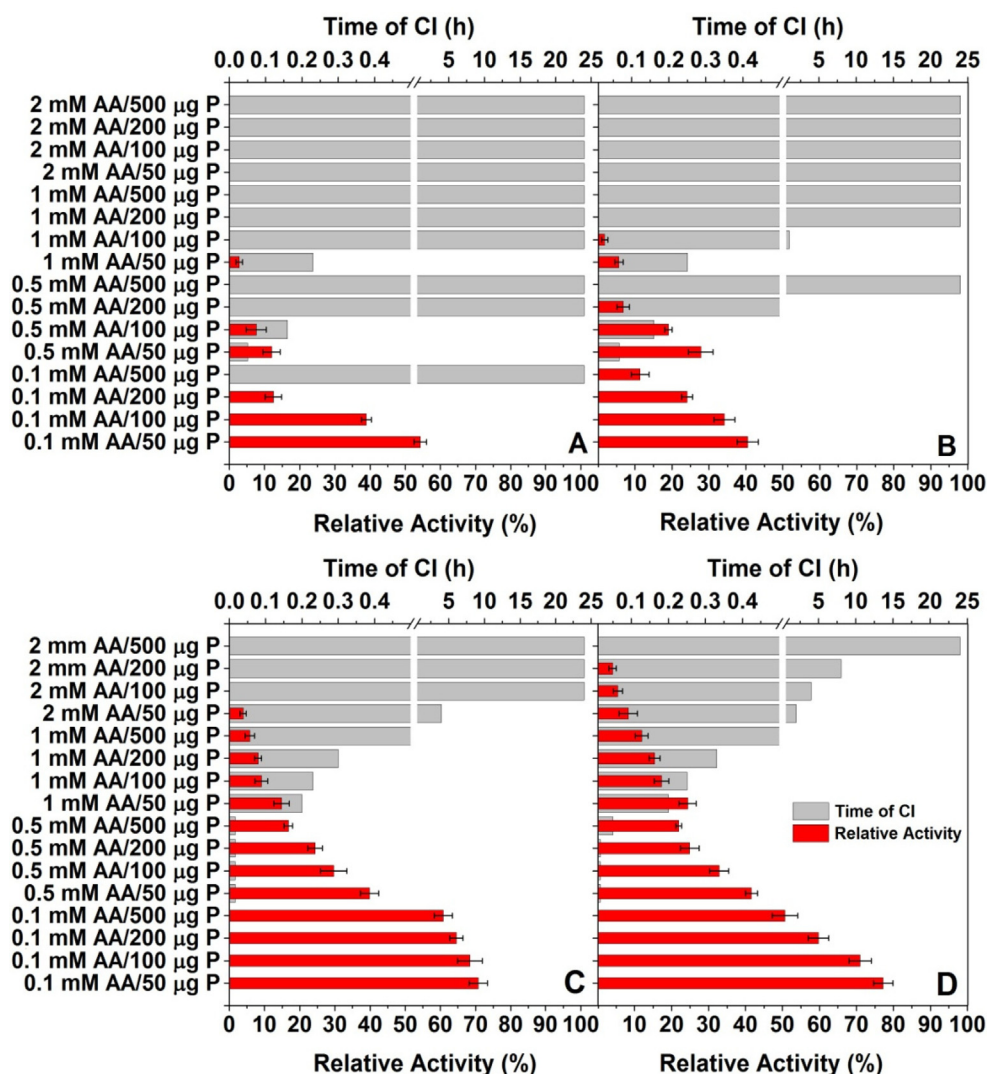 Time of CI (h) Time of CI (h)
0.0 0.1 0.2 0.3 0.4 5 10 15 20 24 0.1 0.2 0.3 0.4 5 10 15 20 25
2 mM AA/500 μg P
2 mM AA/200 μg P
2 mM AA/100 μg P
2 mM AA/50 μg P
1 mM AA/500 μg P
1 mM AA/200 μg P
1 mM AA/100 μg P
1 mM AA/50 μg P
0.5 mM AA/500 μg P
0.5 mM AA/200 μg P
0.5 mM AA/100 μg P
0.5 mM AA/50 μg P
0.1 mM AA/500 μg P
0.1 mM AA/200 μg P
0.1 mM AA/100 μg P
0.1 mM AA/50 μg P
A B
0 10 20 30 40 50 60 70 80 90 100 10 20 30 40 50 60 70 80 90 100
Relative Activity (%) Relative Activity (%)
Time of CI (h) Time of CI (h)
0.0 0.1 0.2 0.3 0.4 5 10 15 20 24 0.1 0.2 0.3 0.4 5 10 15 20 25
2 mm AA/500 μg P
2 mm AA/200 μg P
2 mM AA/100 μg P
2 mM AA/50 μg P
1 mM AA/500 μg P
1 mM AA/200 μg P
1 mM AA/100 μg P
1 mM AA/50 μg P
0.5 mM AA/500 μg P
0.5 mM AA/200 μg P
0.5 mM AA/100 μg P
0.5 mM AA/50 μg P
0.1 mM AA/500 μg P
0.1 mM AA/200 μg P
0.1 mM AA/100 μg P
0.1 mM AA/50 μg P
Time of CI
Relative Activity
C D
0 10 20 30 40 50 60 70 80 90 100 10 20 30 40 50 60 70 80 90 100
Relative Activity (%) Relative Activity (%)